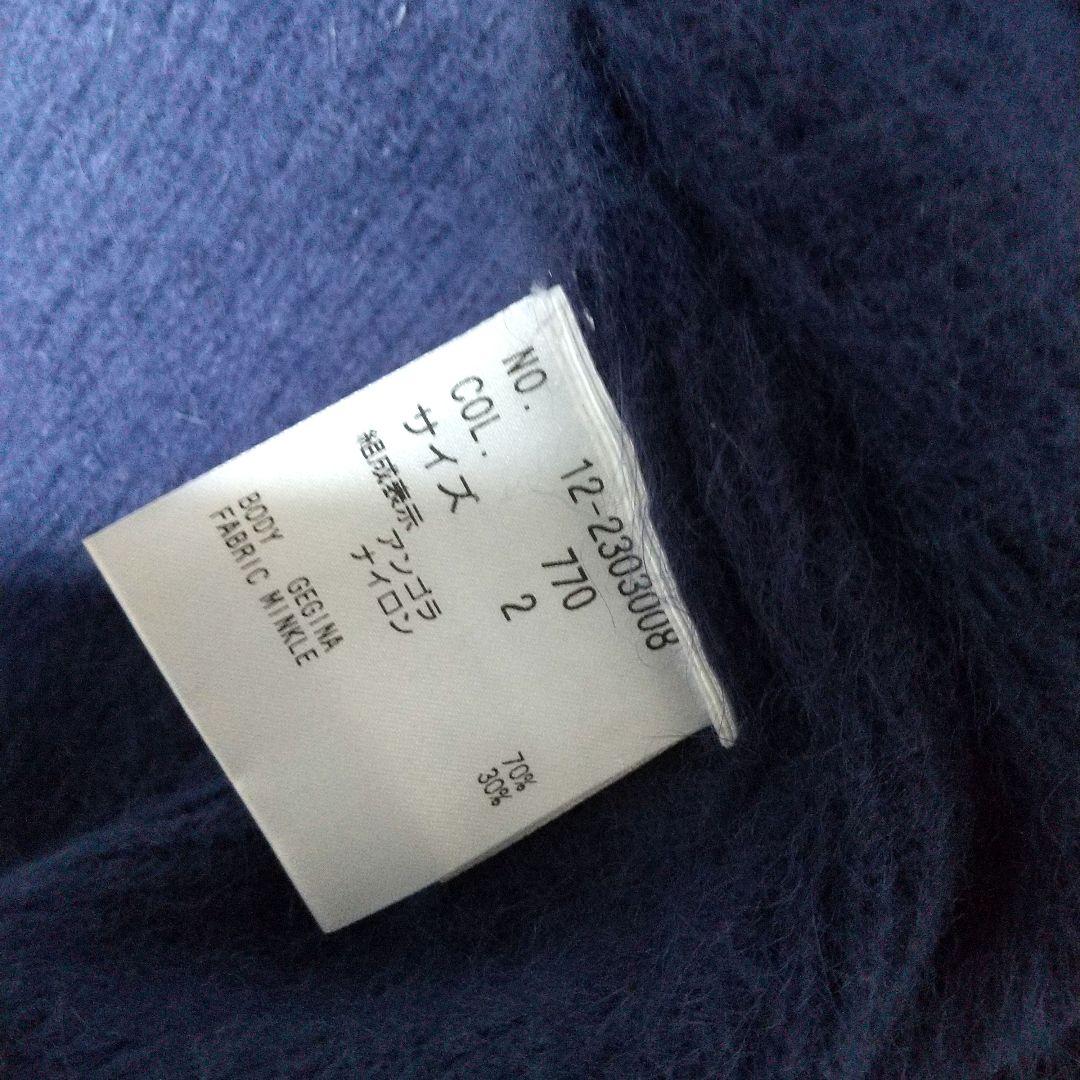 NO. 12-2303008
COL. 770
サイズ 2
組成表示 アンゴラ 70%
ナイロン 30%
BODY GEGINA
FABRIC MINKLE